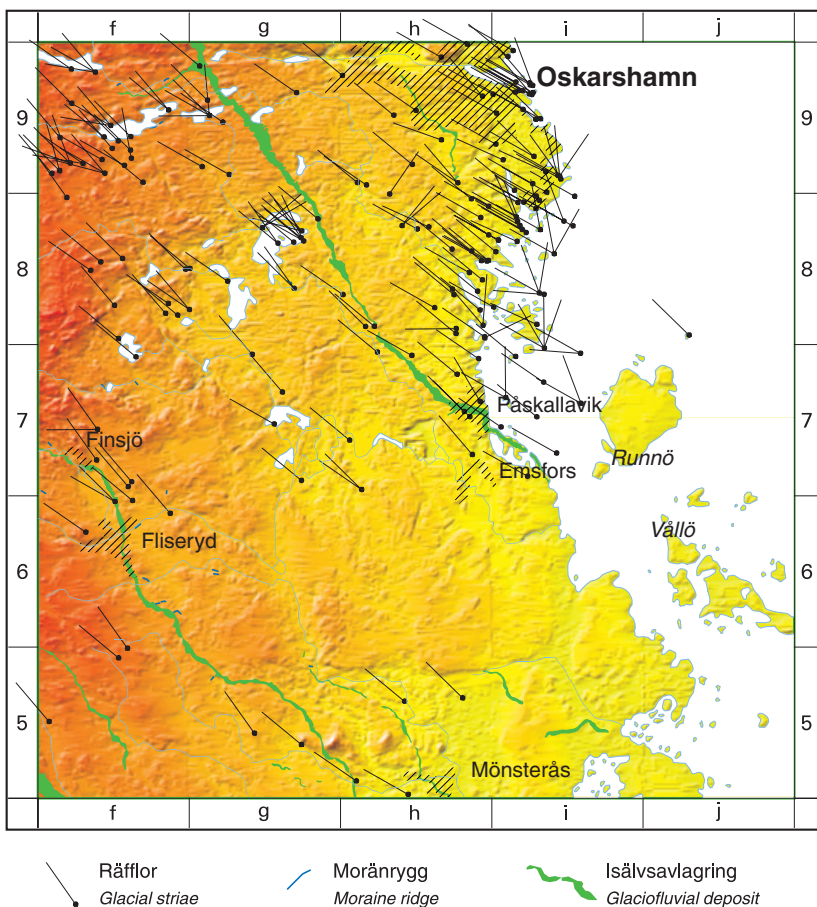 f g h i j
Oskarshamn
9 9
8 8
Påskallavik
7 7
Finsjö
Runnö
Emsfors
Vållö
Fliseryd
6 6
5 5
Mönsterås
f g h i j
Räfflor Moränrygg Isälvsavlagring
Glacial striae Moraine ridge Glaciofluvial deposit